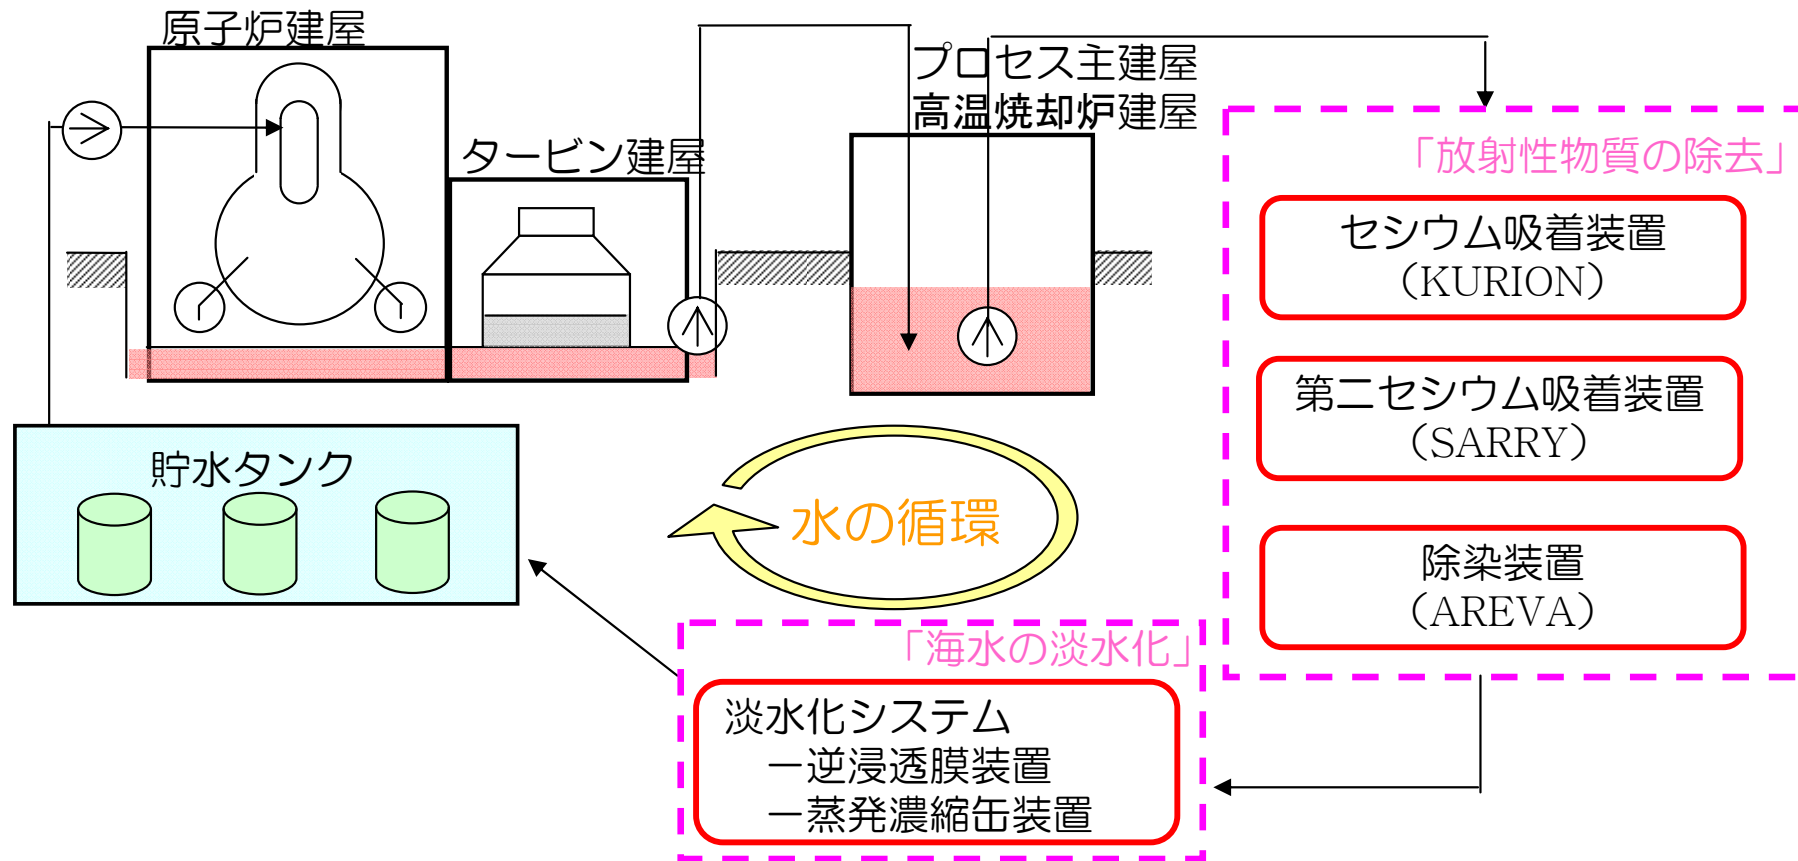 原子炉建屋
プロセス主建屋
高温焼却炉建屋
タービン建屋
「放射性物質の除去」
セシウム吸着装置
（KURION）
第二セシウム吸着装置
（SARRY）
除染装置
（AREVA）
貯水タンク
水の循環
「海水の淡水化」
淡水化システム
－逆浸透膜装置
－蒸発濃縮缶装置